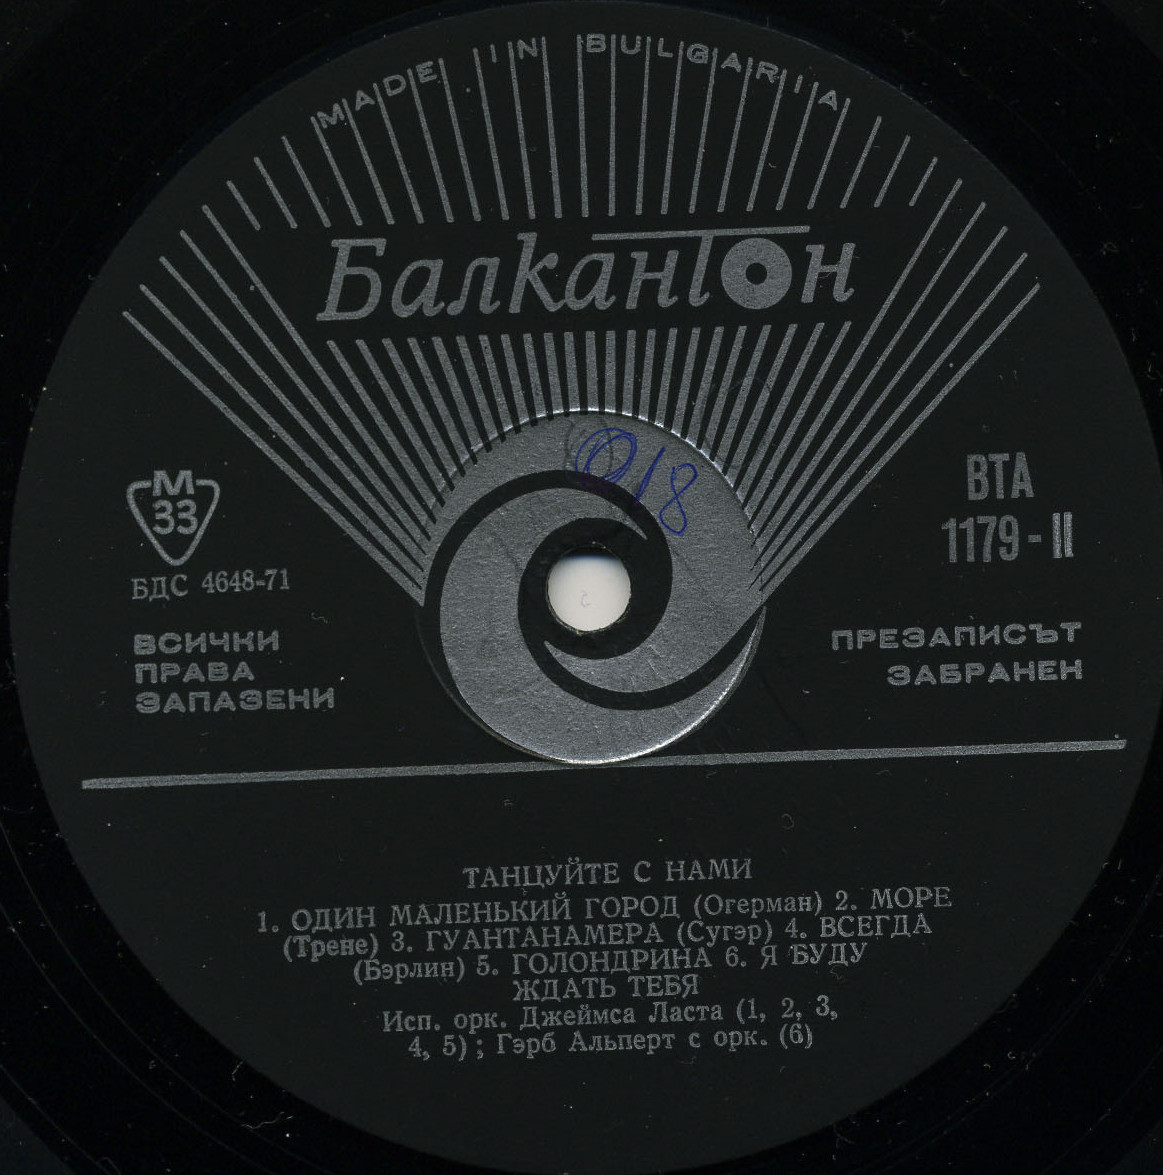 MADE IN BULGARIA
Балкантон
918
М
33
БДС 4648-71
ВСИЧКИ
ПРАВА
ЗАПАЗЕНИ
ВТА
1179-II
ПРЕЗАПИСЪТ
ЗАБРАНЕН
ТАНЦУЙТЕ С НАМИ
1. ОДИН МАЛЕНЬКИЙ ГОРОД (Огерман) 2. МОРЕ
(Трене) 3. ГУАНТАНАМЕРА (Сугэр) 4. ВСЕГДА
(Бэрлин) 5. ГОЛОНДРИНА 6. Я БУДУ
ЖДАТЬ ТЕБЯ
Исп. орк. Джеймса Ласта (1, 2, 3,
4, 5) ; Гэрб Альперт с орк. (6)